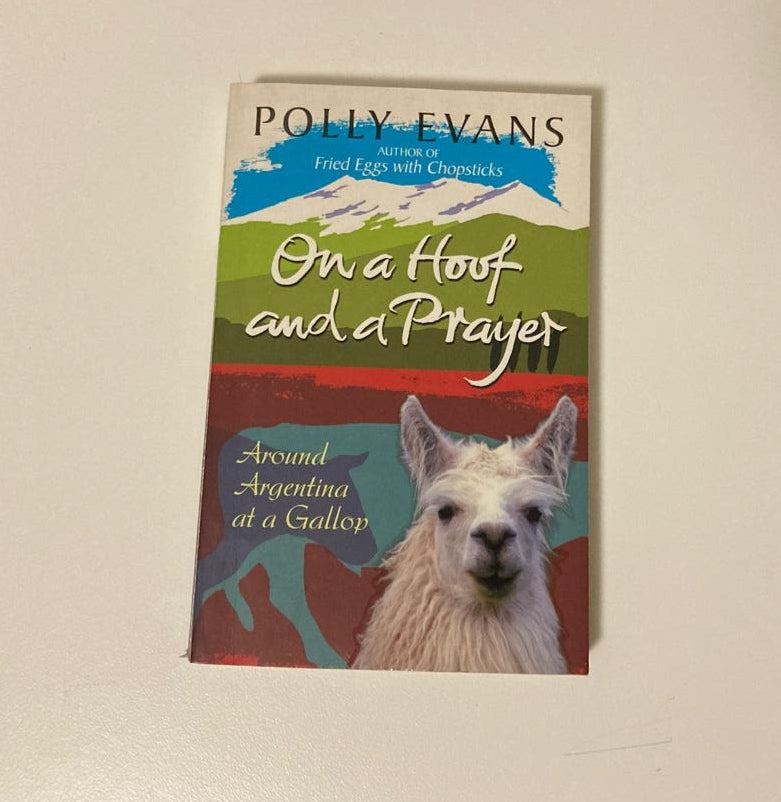 POLLY EVANS
AUTHOR OF
Fried Eggs with Chopsticks
On a Hoof
and a Prayer
Around
Argentina
at a Gallop